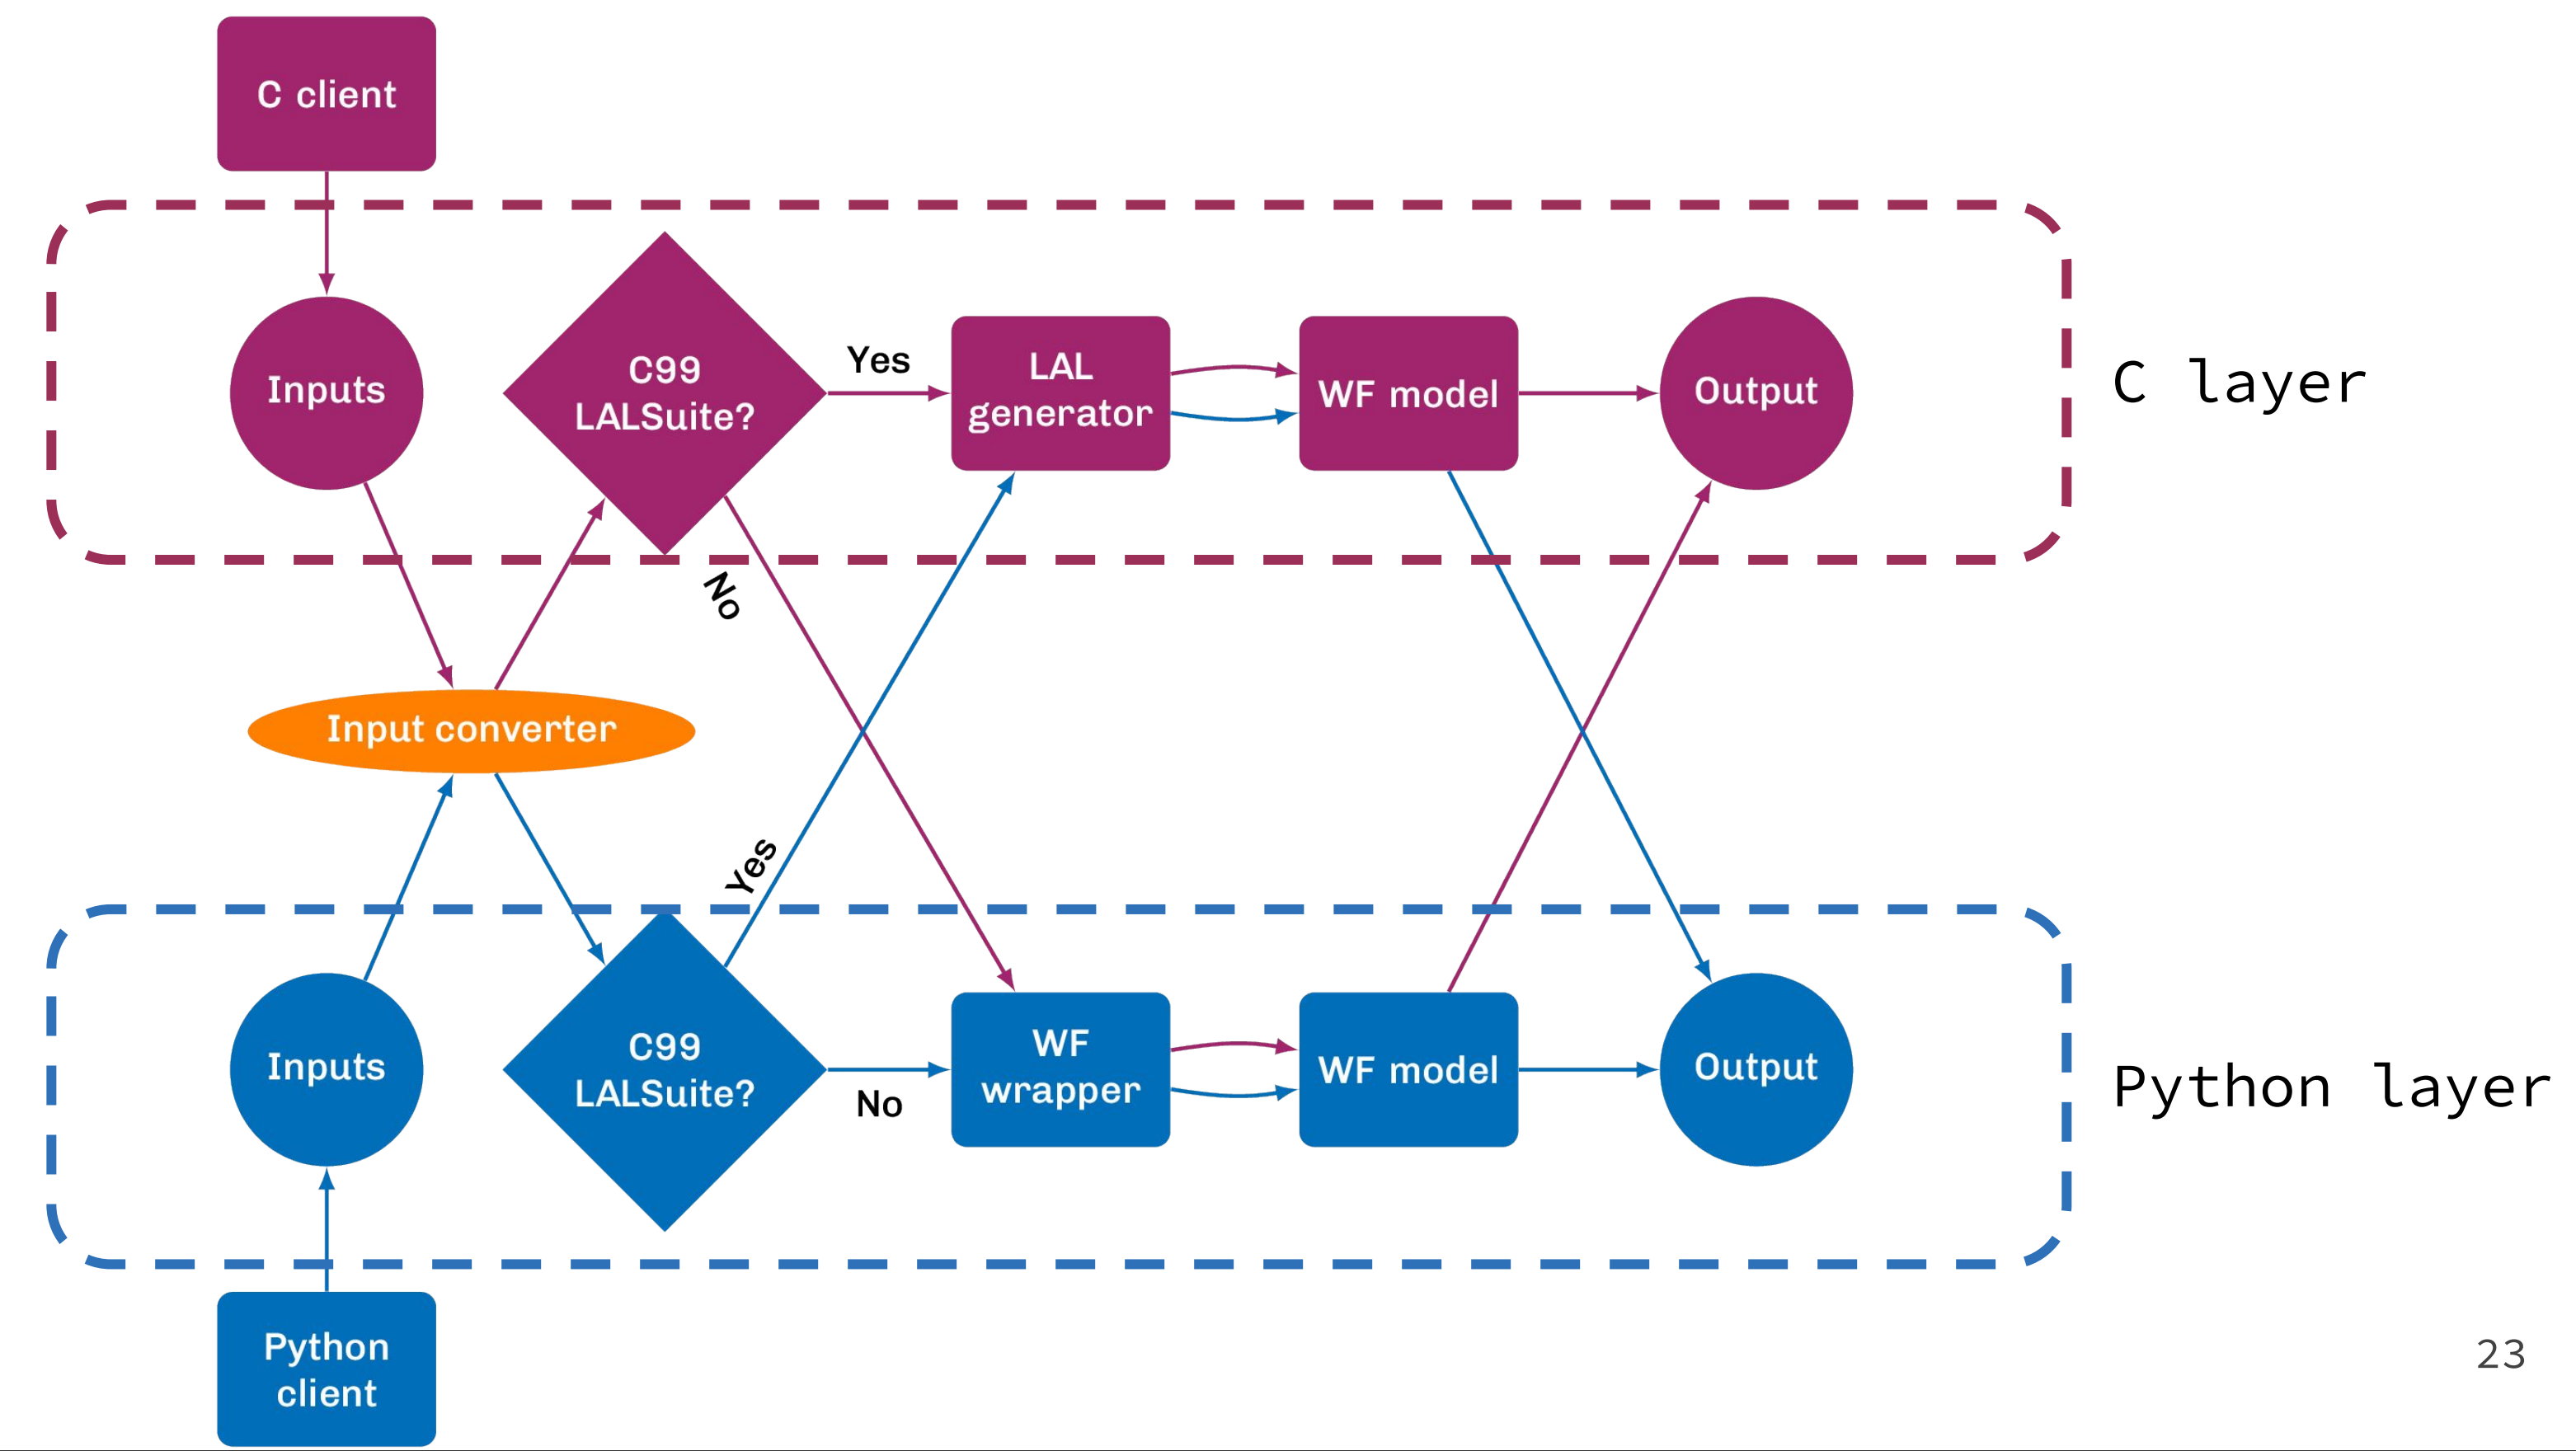 C client
Inputs
C99
LALSuite?
Yes
LAL
generator
WF model
Output
C layer
No
Input converter
Yes
Inputs
C99
LALSuite?
No
WF
wrapper
WF model
Output
Python layer
Python
client
23